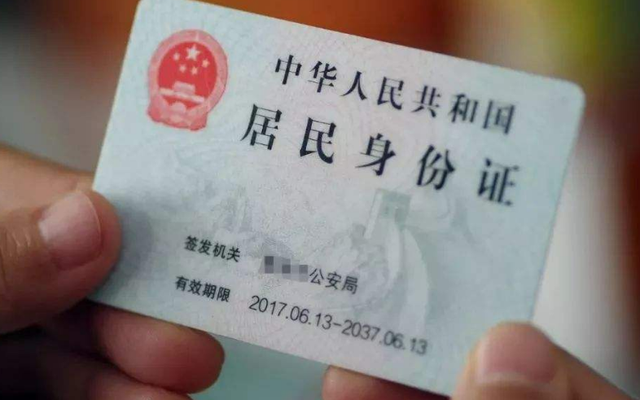 中华人民共和国
居民身份证
签发机关 公安局
有效期限 2017.06.13-2037.06.13